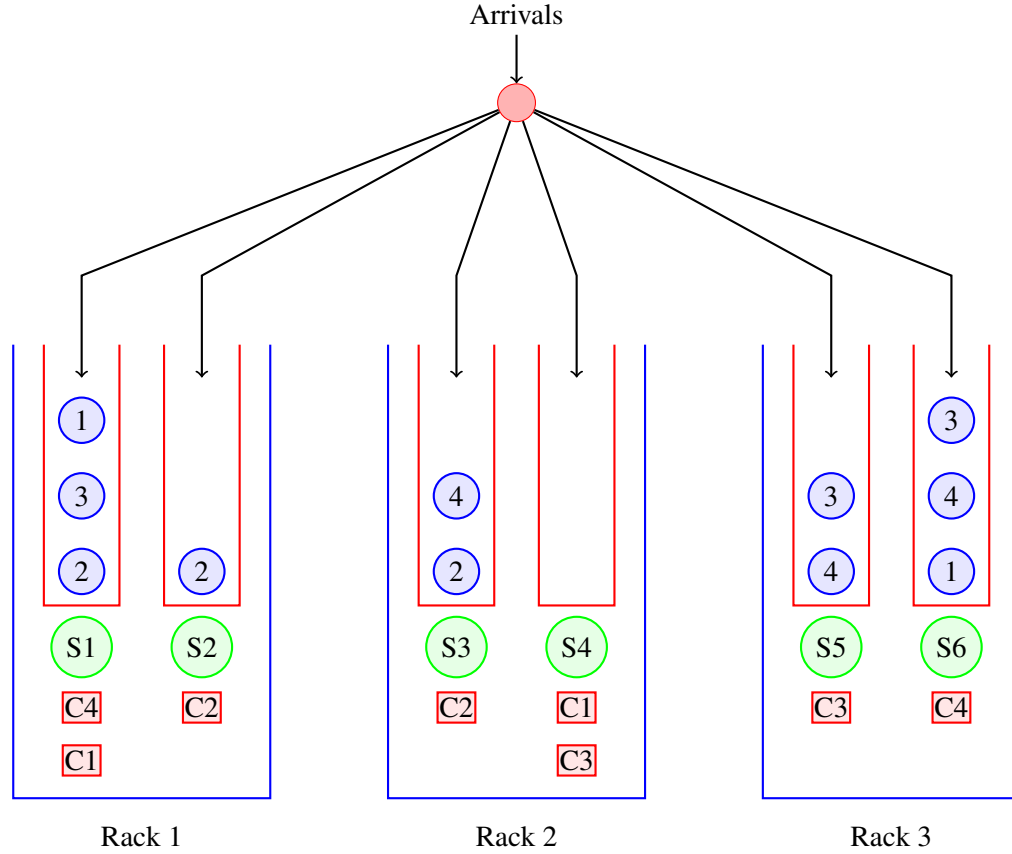 Arrivals
1 3
3 4 3 4
2 2 2 4 1
S1 S2 S3 S4 S5 S6
C4 C2 C2 C1 C3 C4
C1 C3
Rack 1 Rack 2 Rack 3